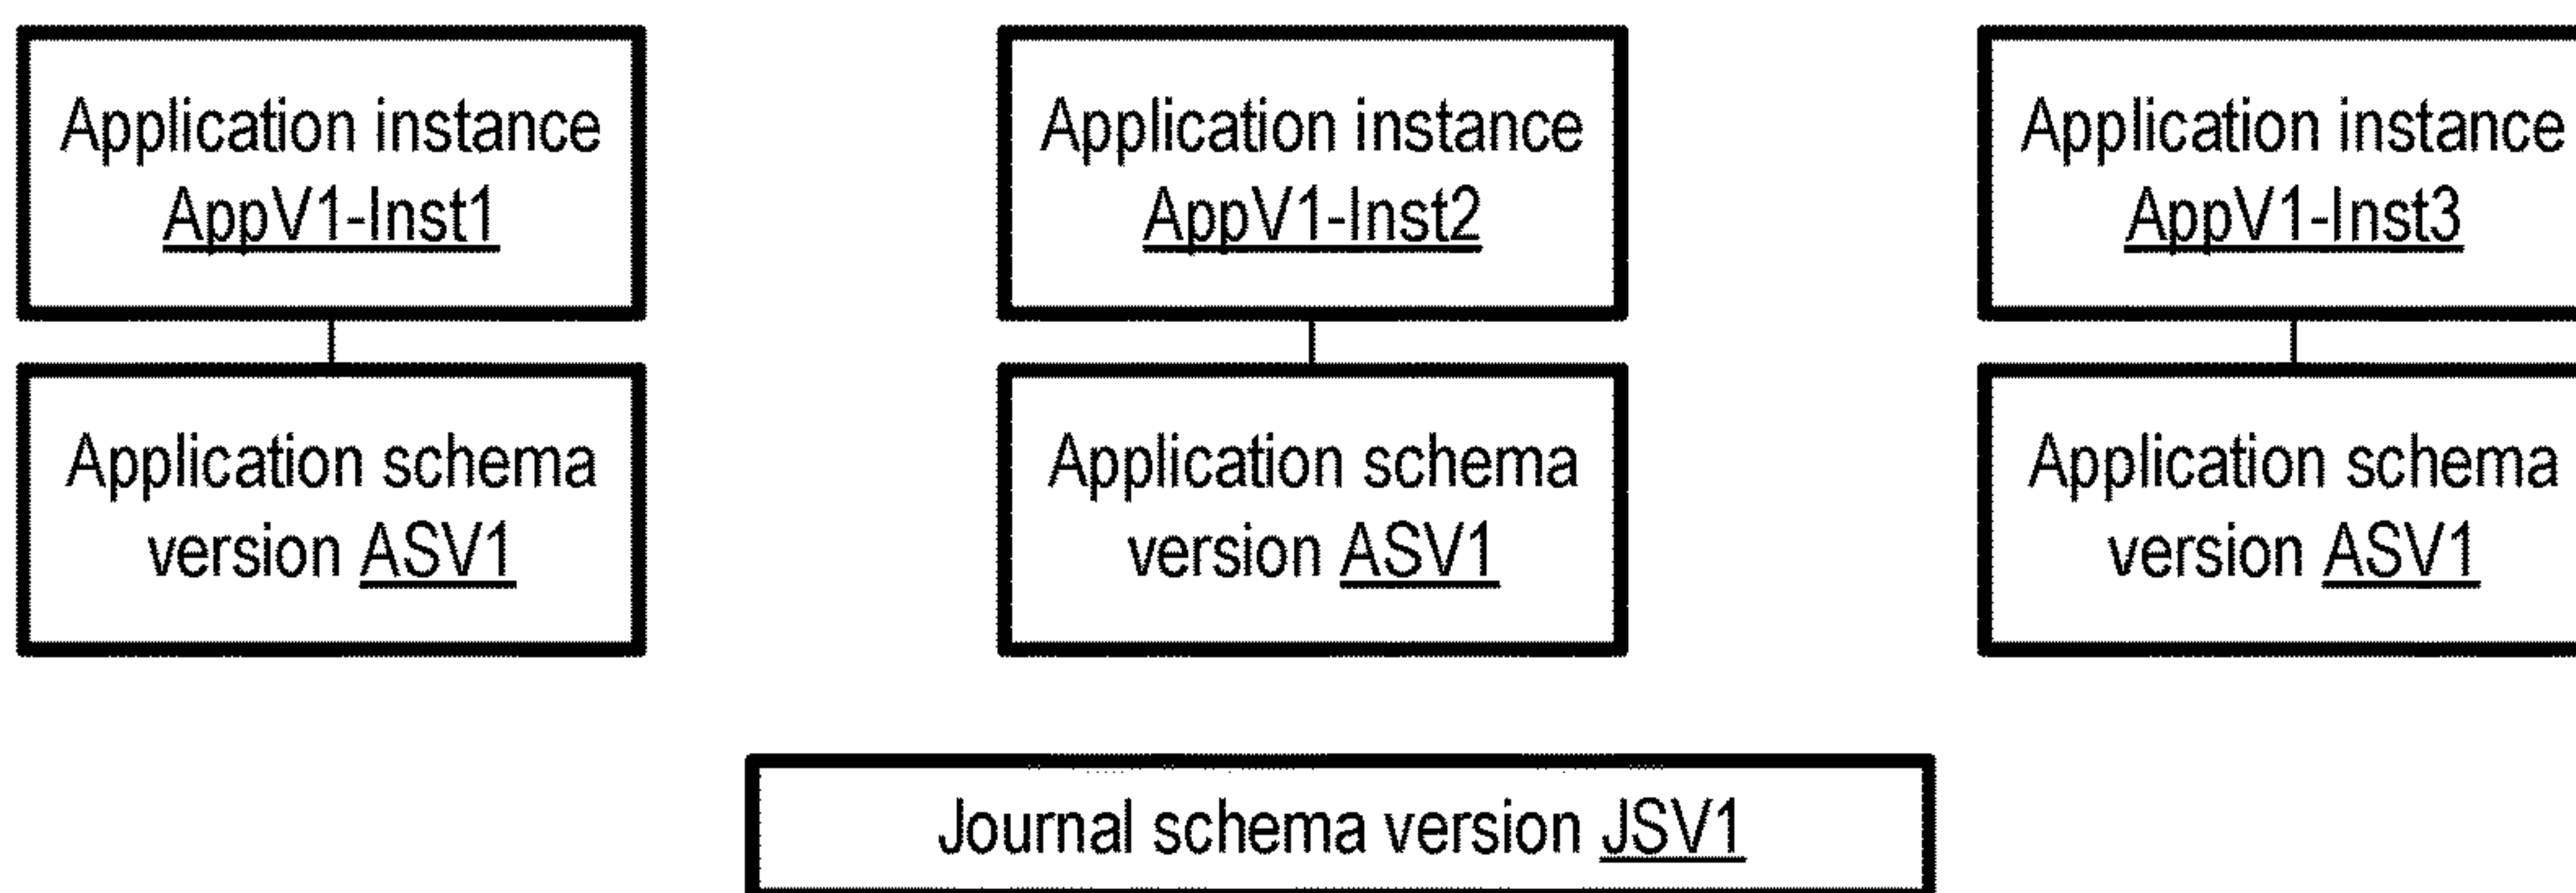 Application instance
AppV1-Inst1
Application schema
version ASV1
Application instance
AppV1-Inst2
Application schema
version ASV1
Application instance
AppV1-Inst3
Application schema
version ASV1
Journal schema version JSV1